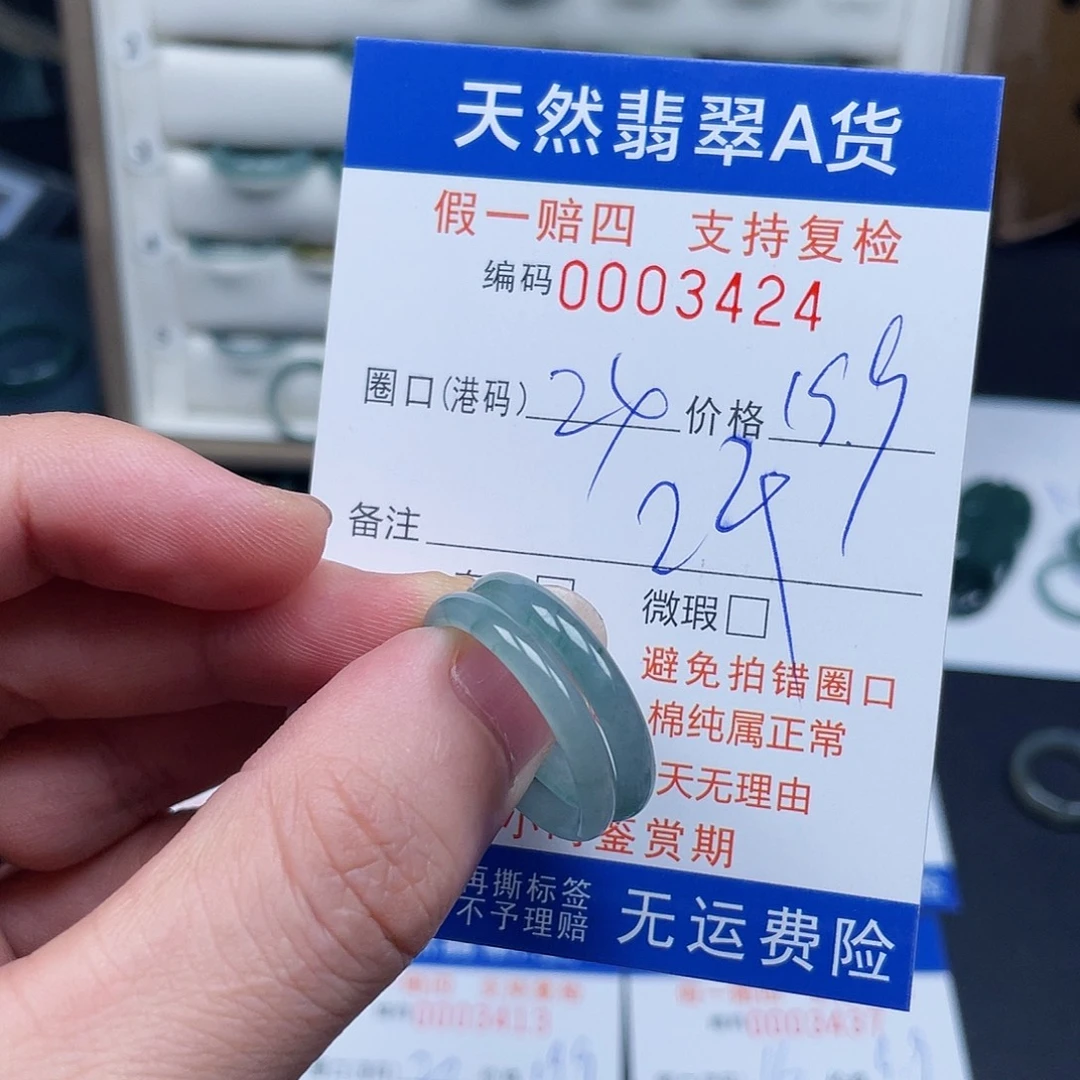 天然翡翠A货
假一赔四 支持复检
编码0003424
圈口(港码) 24 价格
24
备注
微瑕□
避免拍错圈口
棉纯属正常
天无理由
鉴赏期
再撕标签
不予理赔
无运费险
0003413
0003437